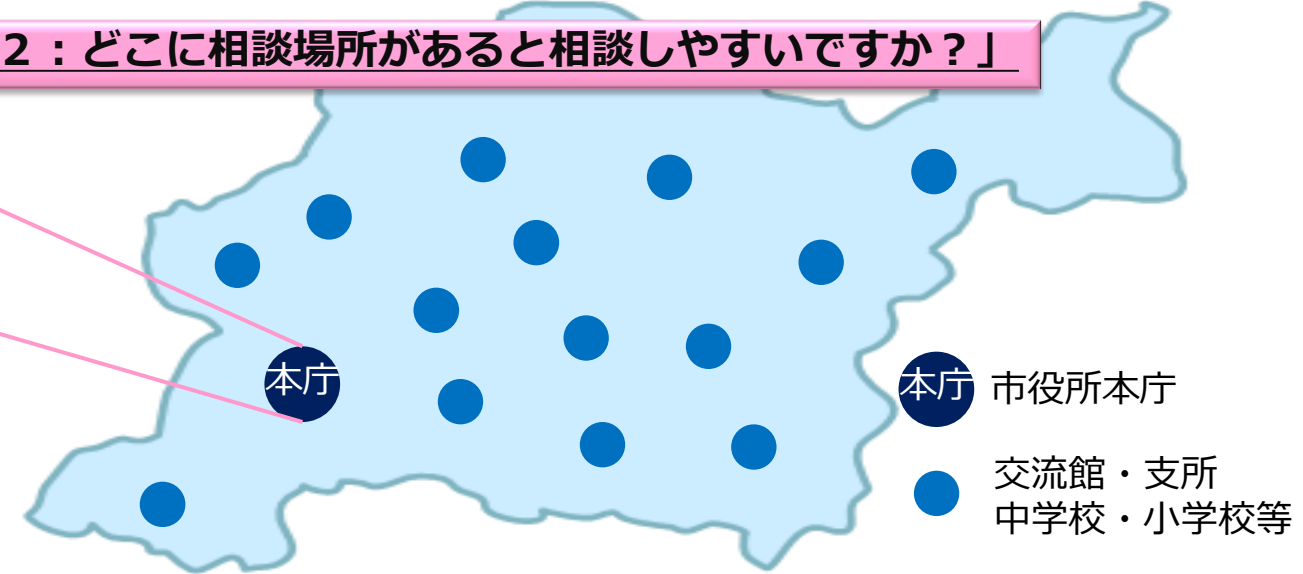 ２：どこに相談場所があると相談しやすいですか？」
本庁
本庁 市役所本庁
交流館・支所
中学校・小学校等